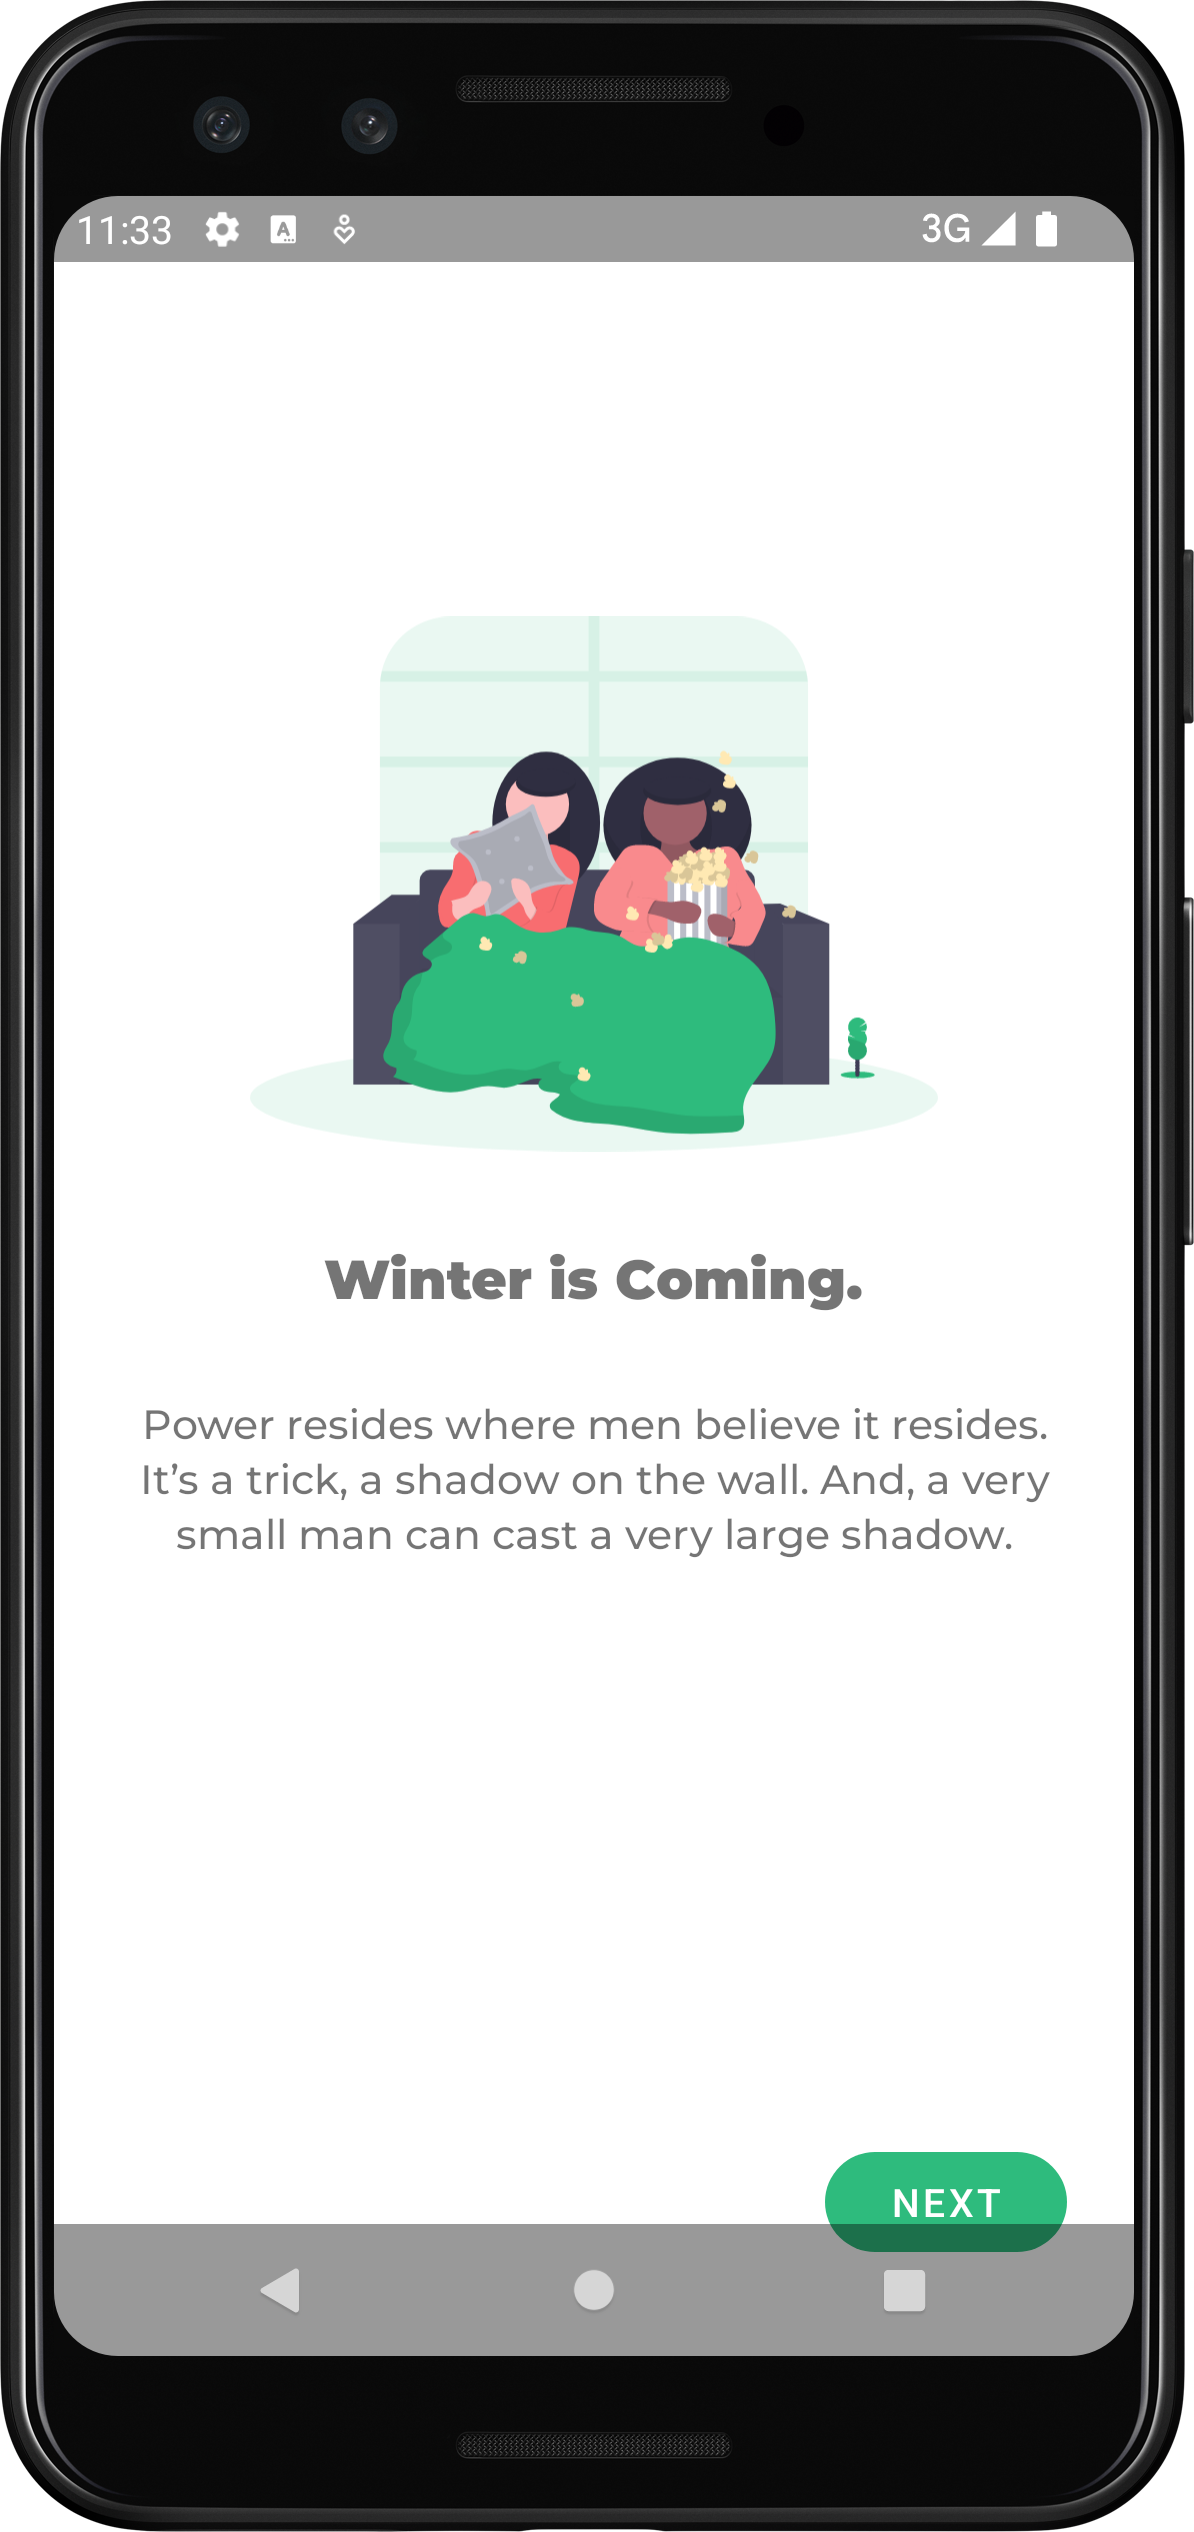 11:33 A 3G
Winter is Coming.
Power resides where men believe it resides.
It’s a trick, a shadow on the wall. And, a very
small man can cast a very large shadow.
NEXT